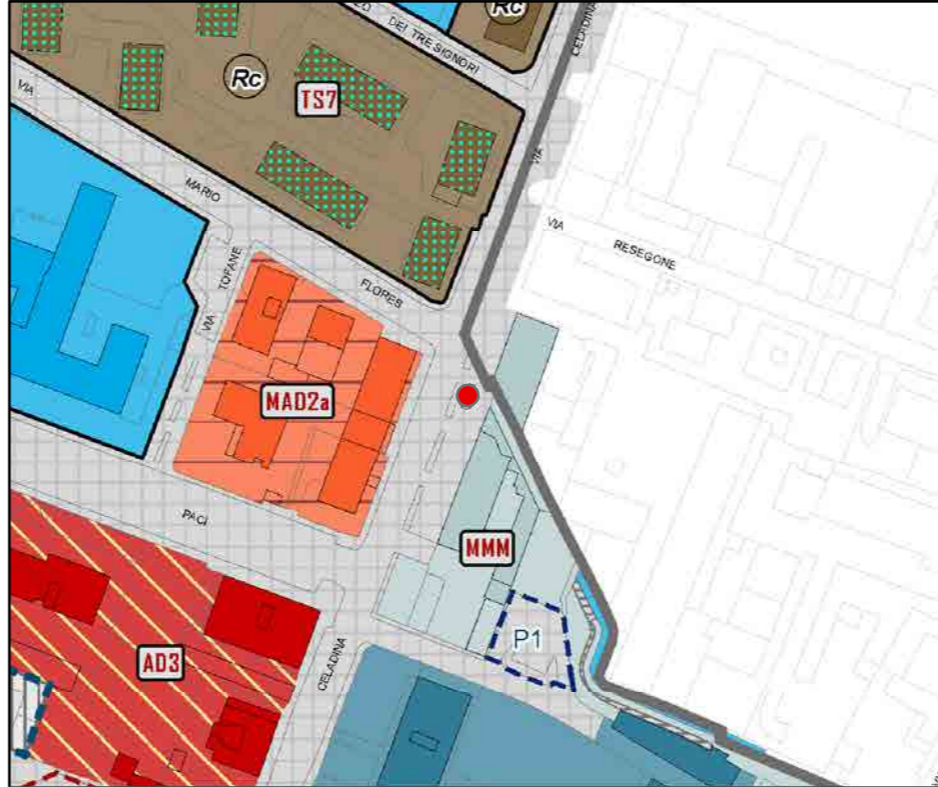 Rc
DEI TRE SIGNORI
CELADINA
Rc
TS7
VIA
VIA
MARIO
VIA
RESEGONE
TOFANE
FLORES
VIA
MAD2a
PACI
MMM
P1
AD3
CELADINA